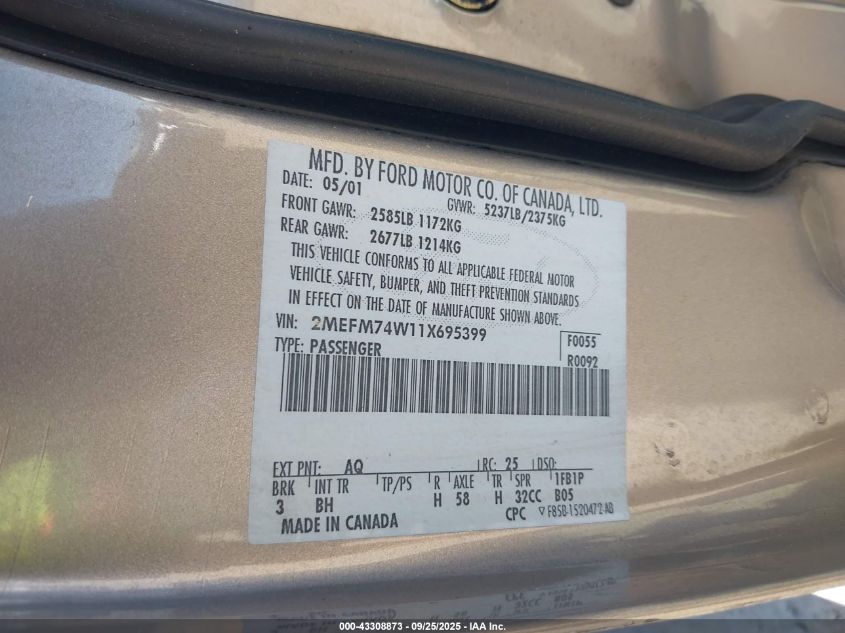 MFD. BY FORD MOTOR CO. OF CANADA, LTD.
DATE: 05/01 GVWR: 5237LB/2375KG
FRONT GAWR: 2585LB 1172KG
REAR GAWR: 2677LB 1214KG
THIS VEHICLE CONFORMS TO ALL APPLICABLE FEDERAL MOTOR
VEHICLE SAFETY, BUMPER, AND THEFT PREVENTION STANDARDS
IN EFFECT ON THE DATE OF MANUFACTURE SHOWN ABOVE.
VIN: 2MEFM74W11X695399 F0055
TYPE: PASSENGER R0092
EXT PNT: AQ RC: 25 DSO:
BRK INT TR TP/PS R AXLE TR SPR 1FB1P
3 BH H 58 H 32CC B05
MADE IN CANADA CPC ▽F85B-1520472-AB
000-43308873 - 09/25/2025 - IAA Inc.